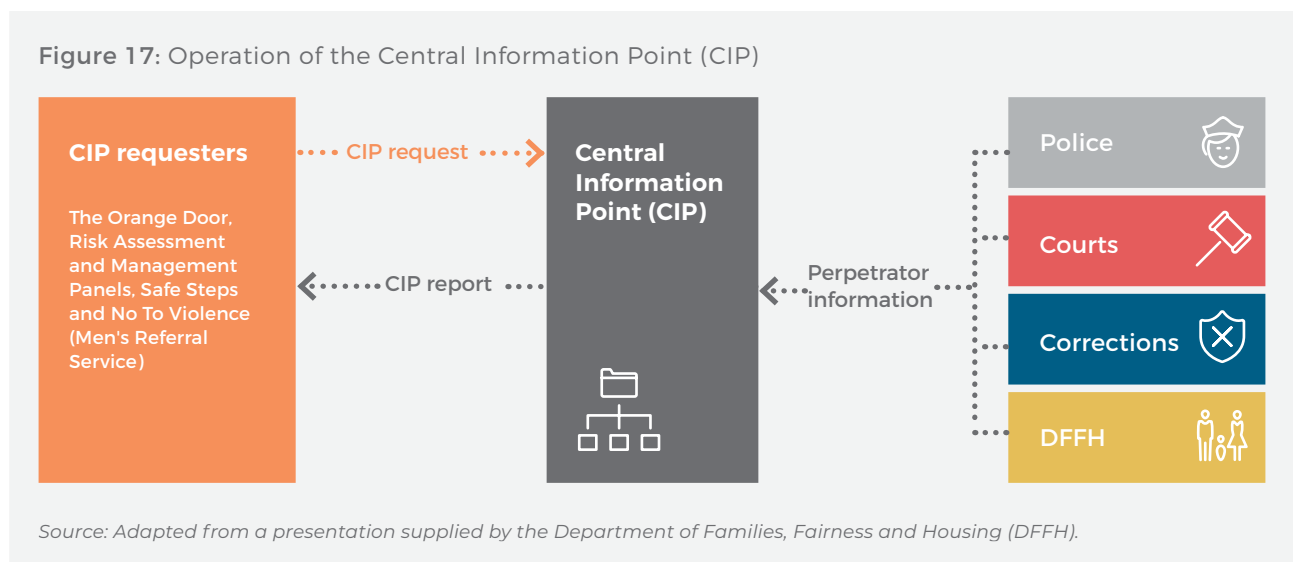 Figure 17: Operation of the Central Information Point (CIP)
CIP requesters
The Orange Door,
Risk Assessment
and Management
Panels, Safe Steps
and No To Violence
(Men's Referral
Service)
CIP request
CIP report
Central
Information
Point (CIP)
Perpetrator
information
Police
Courts
Corrections
DFFH
Source: Adapted from a presentation supplied by the Department of Families, Fairness and Housing (DFFH).